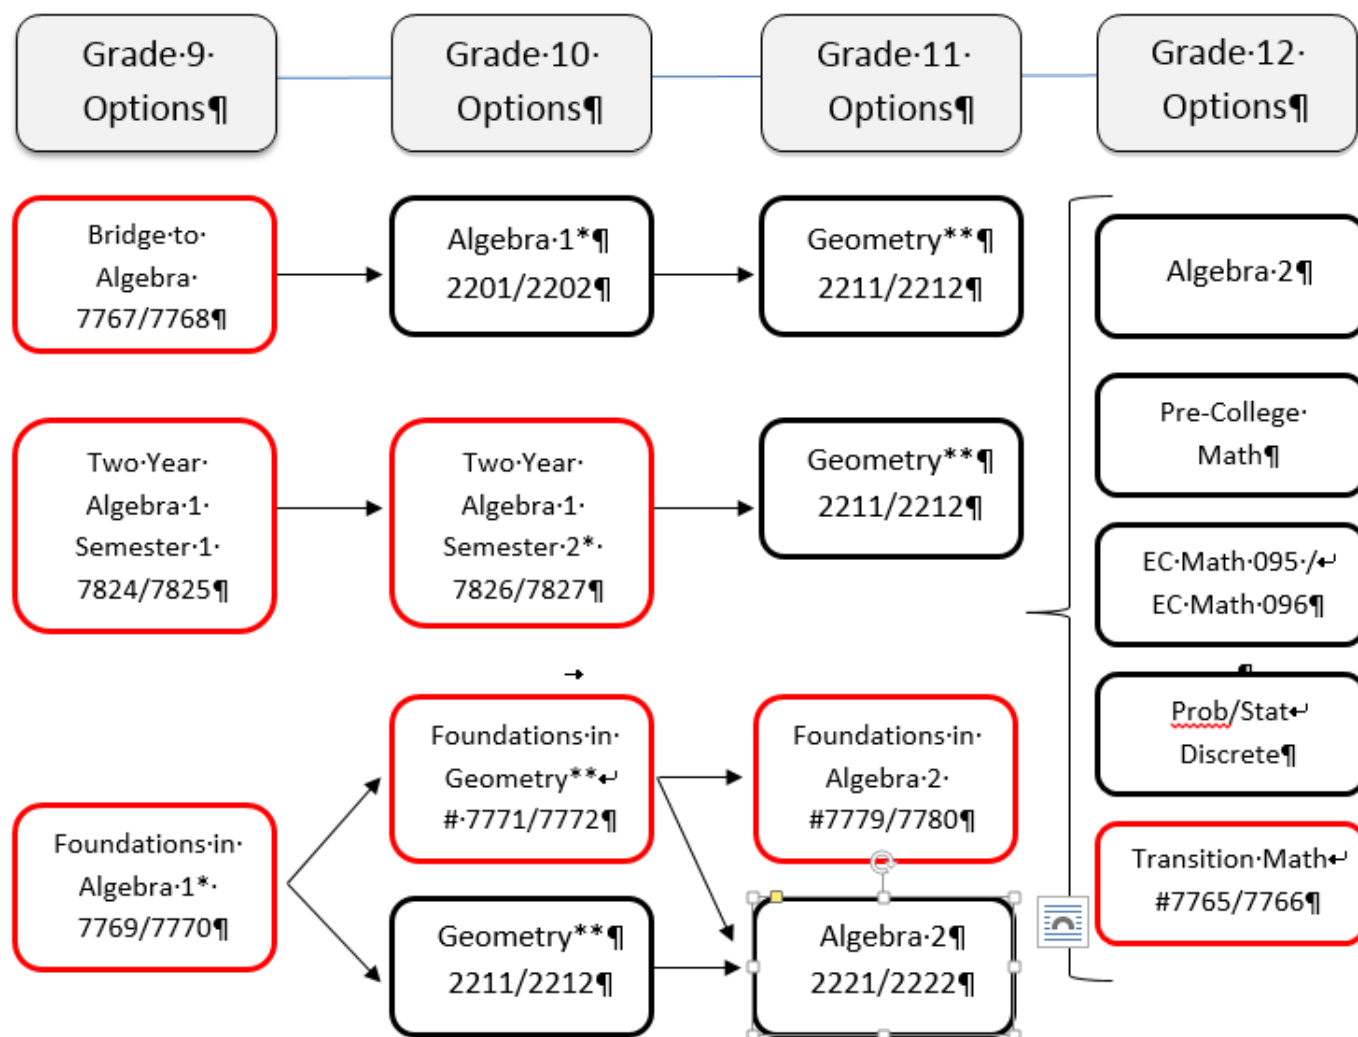 Grade·9·
Options¶
Grade·10·
Options¶
Grade·11·
Options¶
Grade·12·
Options¶
Bridge·to·
Algebra·
7767/7768¶
Algebra·1*¶
2201/2202¶
Geometry**¶
2211/2212¶
Algebra·2¶
Pre-College·
Math¶
Two·Year·
Algebra·1·
Semester·1·
7824/7825¶
Two·Year·
Algebra·1·
Semester·2*·
7826/7827¶
Geometry**¶
2211/2212¶
EC·Math·095·/↵
EC·Math·096¶
¶
Prob/Stat↵
Discrete¶
Foundations·in·
Algebra·1*·
7769/7770¶
Foundations·in·
Geometry**↵
#·7771/7772¶
Foundations·in·
Algebra·2·
#7779/7780¶
Geometry**¶
2211/2212¶
Algebra·2¶
2221/2222¶
Transition·Math↵
#7765/7766¶